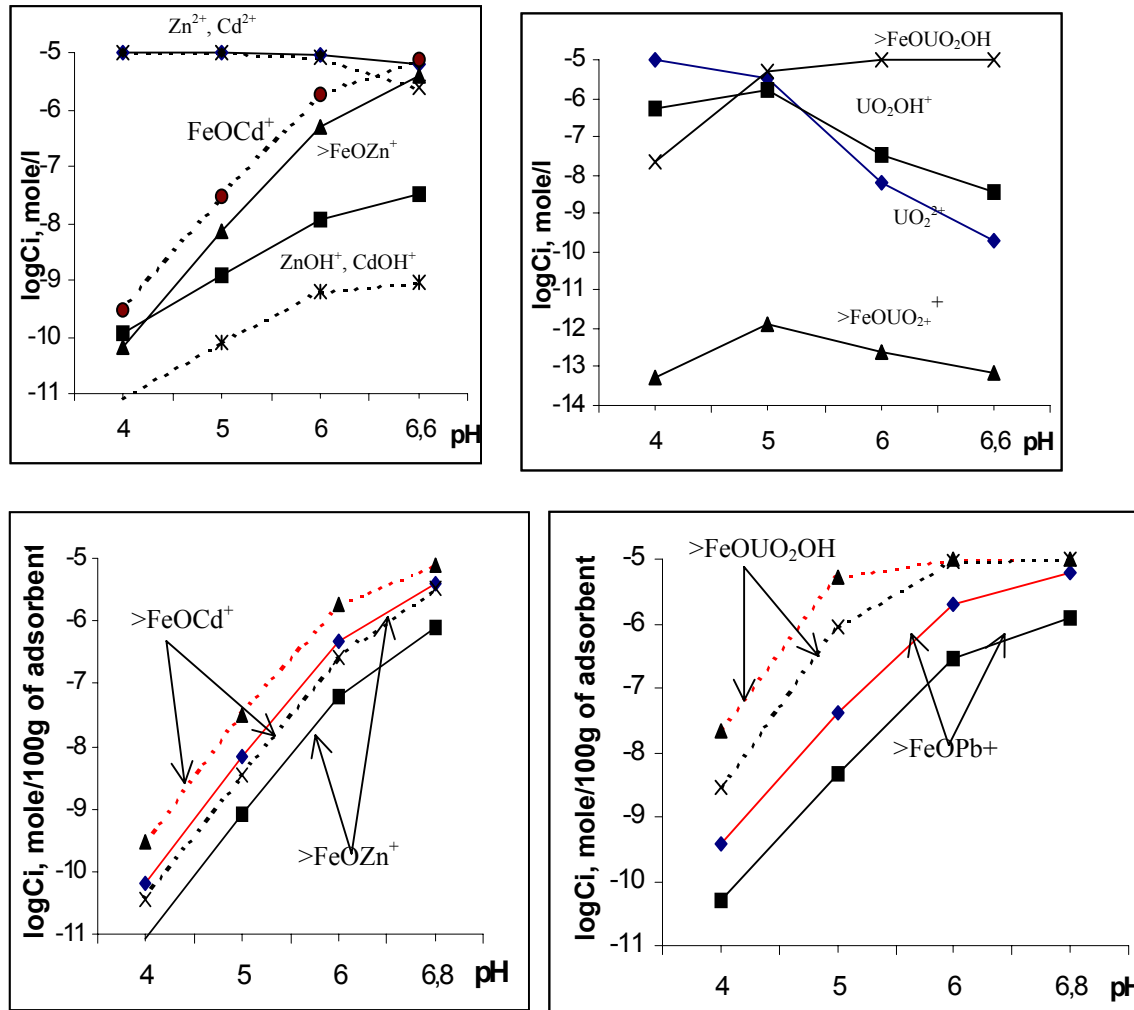 Zn²⁺, Cd²⁺
-5
-6
-7
-8
-9
-10
-11
logCi, mole/l
FeOCd⁺
>FeOZn⁺
ZnOH⁺, CdOH⁺
4 5 6 6,6 pH
>FeOUO₂OH
-5
-6
-7
-8
-9
-10
-11
-12
-13
-14
logCi, mole/l
UO₂OH⁺
UO₂²⁺
>FeOUO₂₊⁺
4 5 6 6,6 pH
-5
-6
-7
-8
-9
-10
-11
logCi, mole/100g of adsorbent
>FeOCd⁺
>FeOZn⁺
4 5 6 6,8 pH
-5
-6
-7
-8
-9
-10
-11
logCi, mole/100g of adsorbent
>FeOUO₂OH
>FeOPb+
4 5 6 6,8 pH